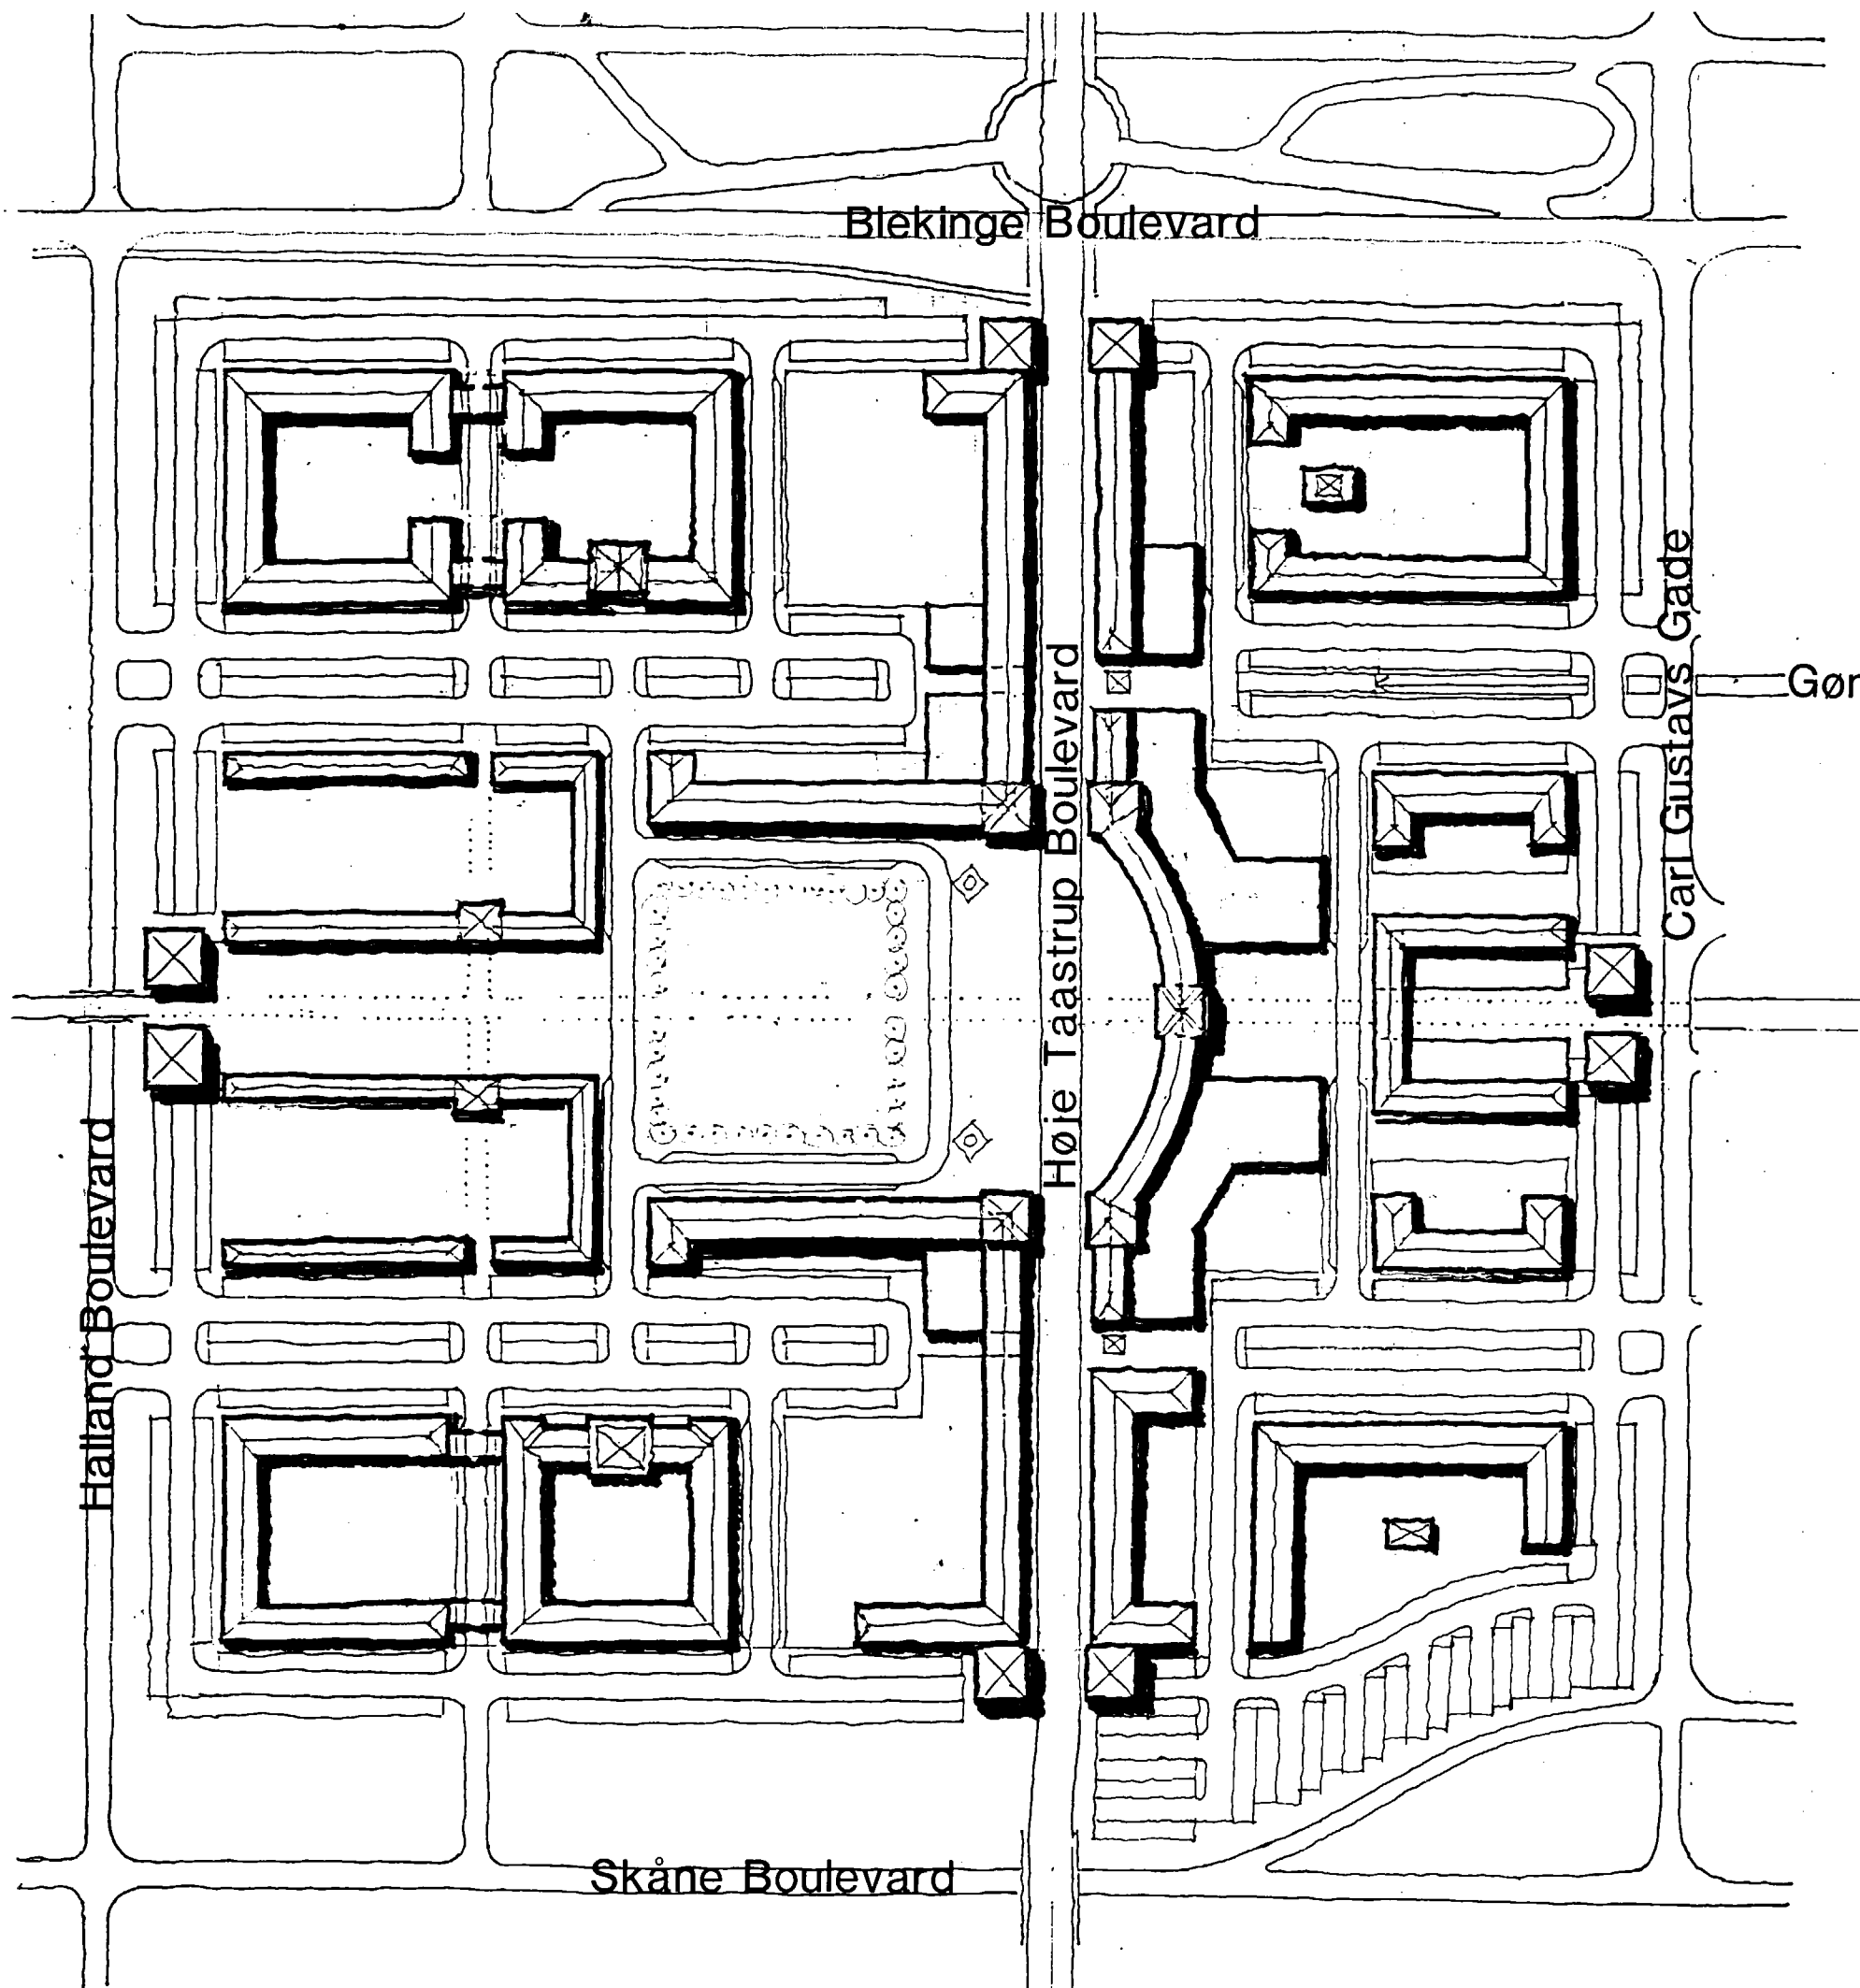 Blekinge Boulevard
Høje Taastrup Boulevard
Carl Gustavs Gade
Gør
Halland Boulevard
Skåne Boulevard